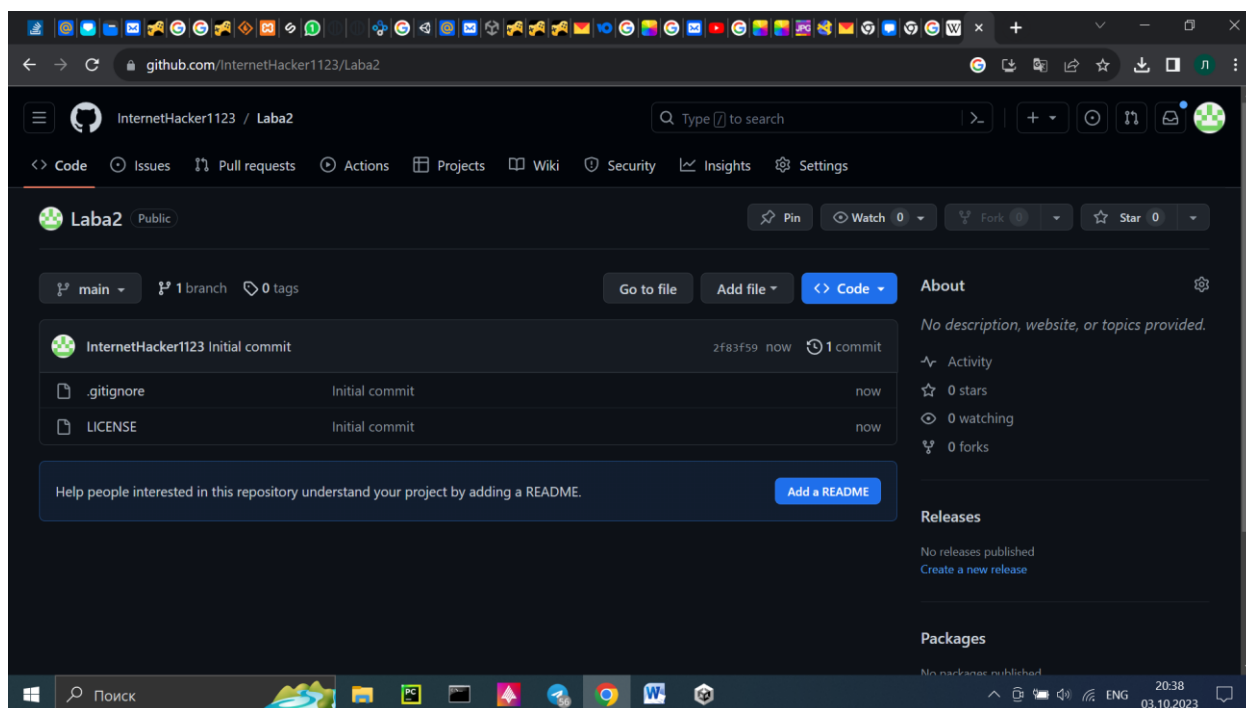 github.com/InternetHacker1123/Laba2
Л
InternetHacker1123 / Laba2
Type / to search
Code Issues Pull requests Actions Projects Wiki Security Insights Settings
Laba2 Public
Pin Watch 0 Fork 0 Star 0
main 1 branch 0 tags Go to file Add file Code
About
No description, website, or topics provided.
InternetHacker1123 Initial commit 2f83f59 now 1 commit
.gitignore Initial commit now
LICENSE Initial commit now
Activity
0 stars
0 watching
0 forks
Help people interested in this repository understand your project by adding a README. Add a README
Releases
No releases published
Create a new release
Packages
No packages published
Поиск
ENG
20:38
03.10.2023